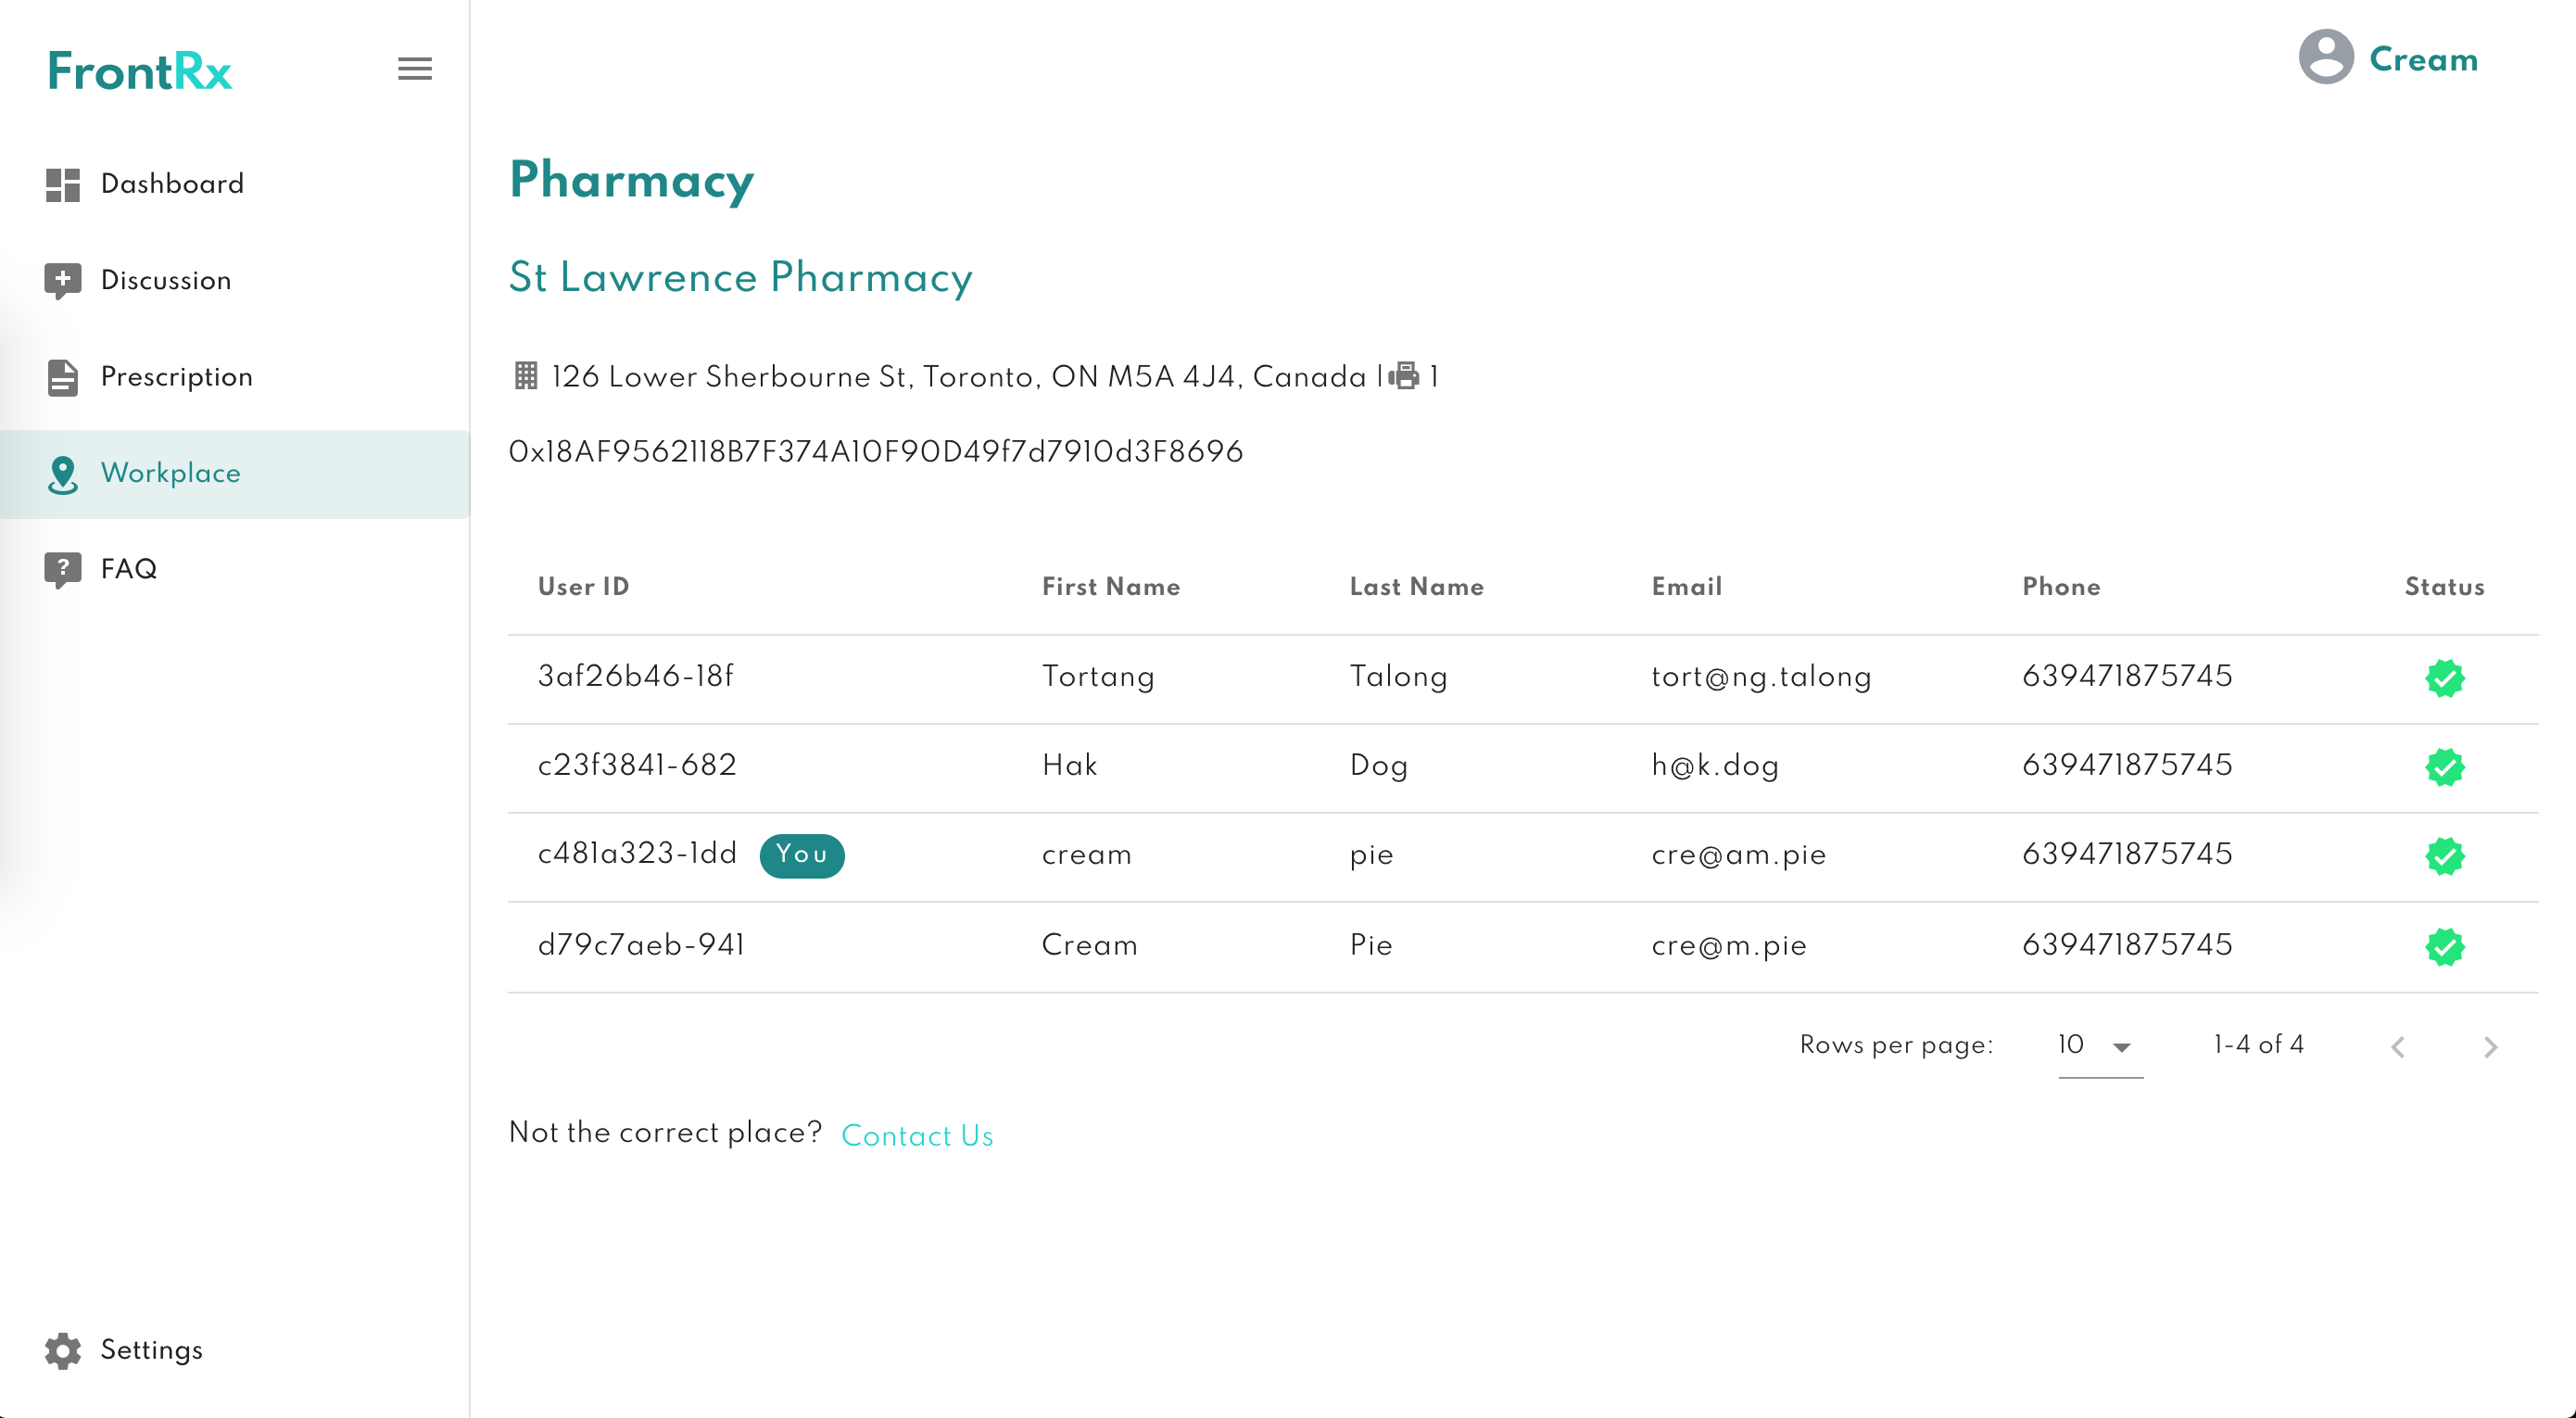 FrontRx
Cream
Dashboard
Discussion
Prescription
Workplace
FAQ
Settings
Pharmacy
St Lawrence Pharmacy
126 Lower Sherbourne St, Toronto, ON M5A 4J4, Canada | 1
0x18AF9562118B7F374A10F90D49f7d7910d3F8696
User ID First Name Last Name Email Phone Status
3af26b46-18f Tortang Talong tort@ng.talong 639471875745
c23f3841-682 Hak Dog h@k.dog 639471875745
c481a323-1dd You cream pie cre@am.pie 639471875745
d79c7aeb-941 Cream Pie cre@m.pie 639471875745
Rows per page: 10 1-4 of 4
Not the correct place? Contact Us